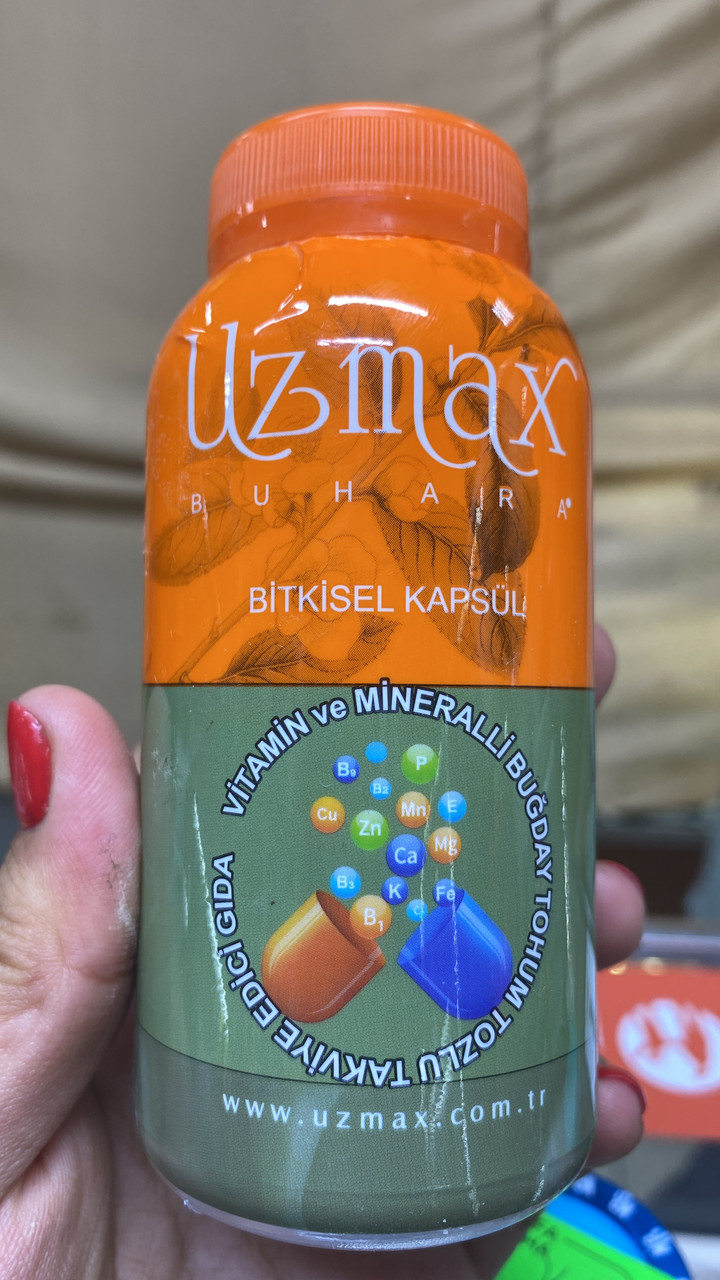 Uzmax
BUHARA
BİTKİSEL KAPSÜL
VİTAMİN ve MİNERALLİ BUĞDAY TOHUM TOZLU TAKVİYE EDİCİ GIDA
P
B9
B2
Cu
Mn
E
Zn
Mg
Ca
B3
K
Fe
B1
www.uzmax.com.tr